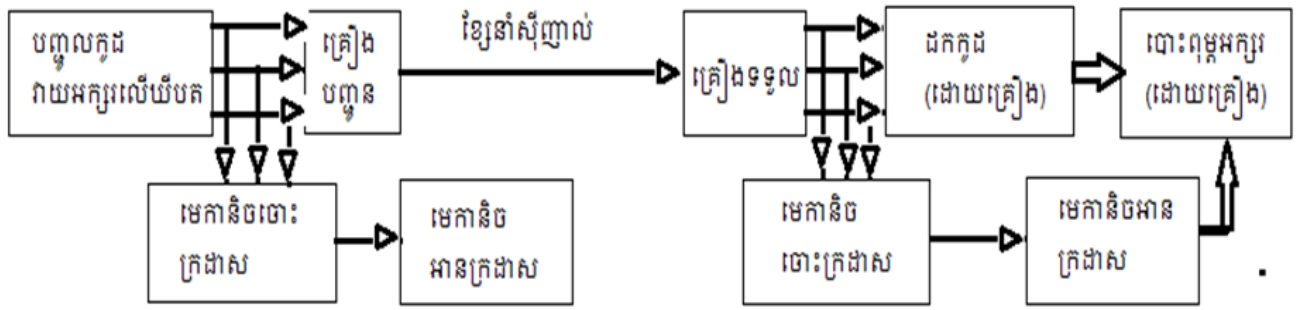 បញ្ចូលកូដ
វាយអក្សរលើឃីបត
គ្រឿង
បញ្ជូន
ខ្សែនាំស៊ីញាល់
គ្រឿងទទួល
ដកកូដ
(ដោយគ្រឿង)
បោះពុម្ពអក្សរ
(ដោយគ្រឿង)
មេកានិចចោះ
ក្រដាស
មេកានិច
អានក្រដាស
មេកានិច
ចោះក្រដាស
មេកានិចអាន
ក្រដាស